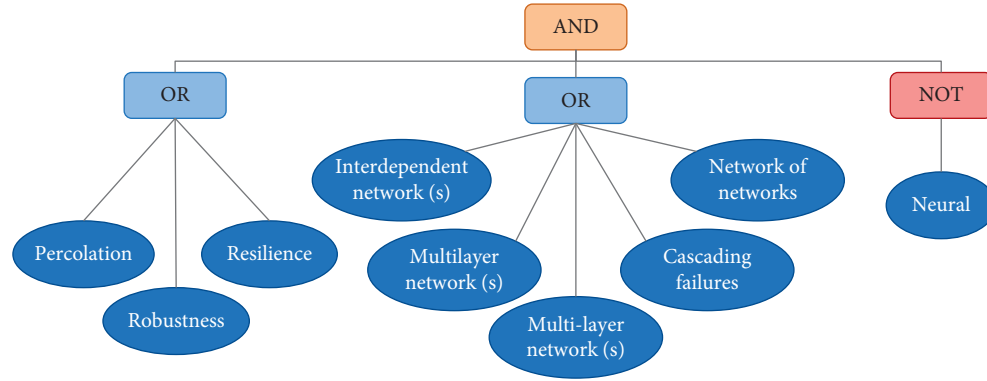 AND
OR
OR
NOT
Interdependent
network (s)
Network of
networks
Neural
Percolation
Resilience
Multilayer
network (s)
Cascading
failures
Robustness
Multi-layer
network (s)